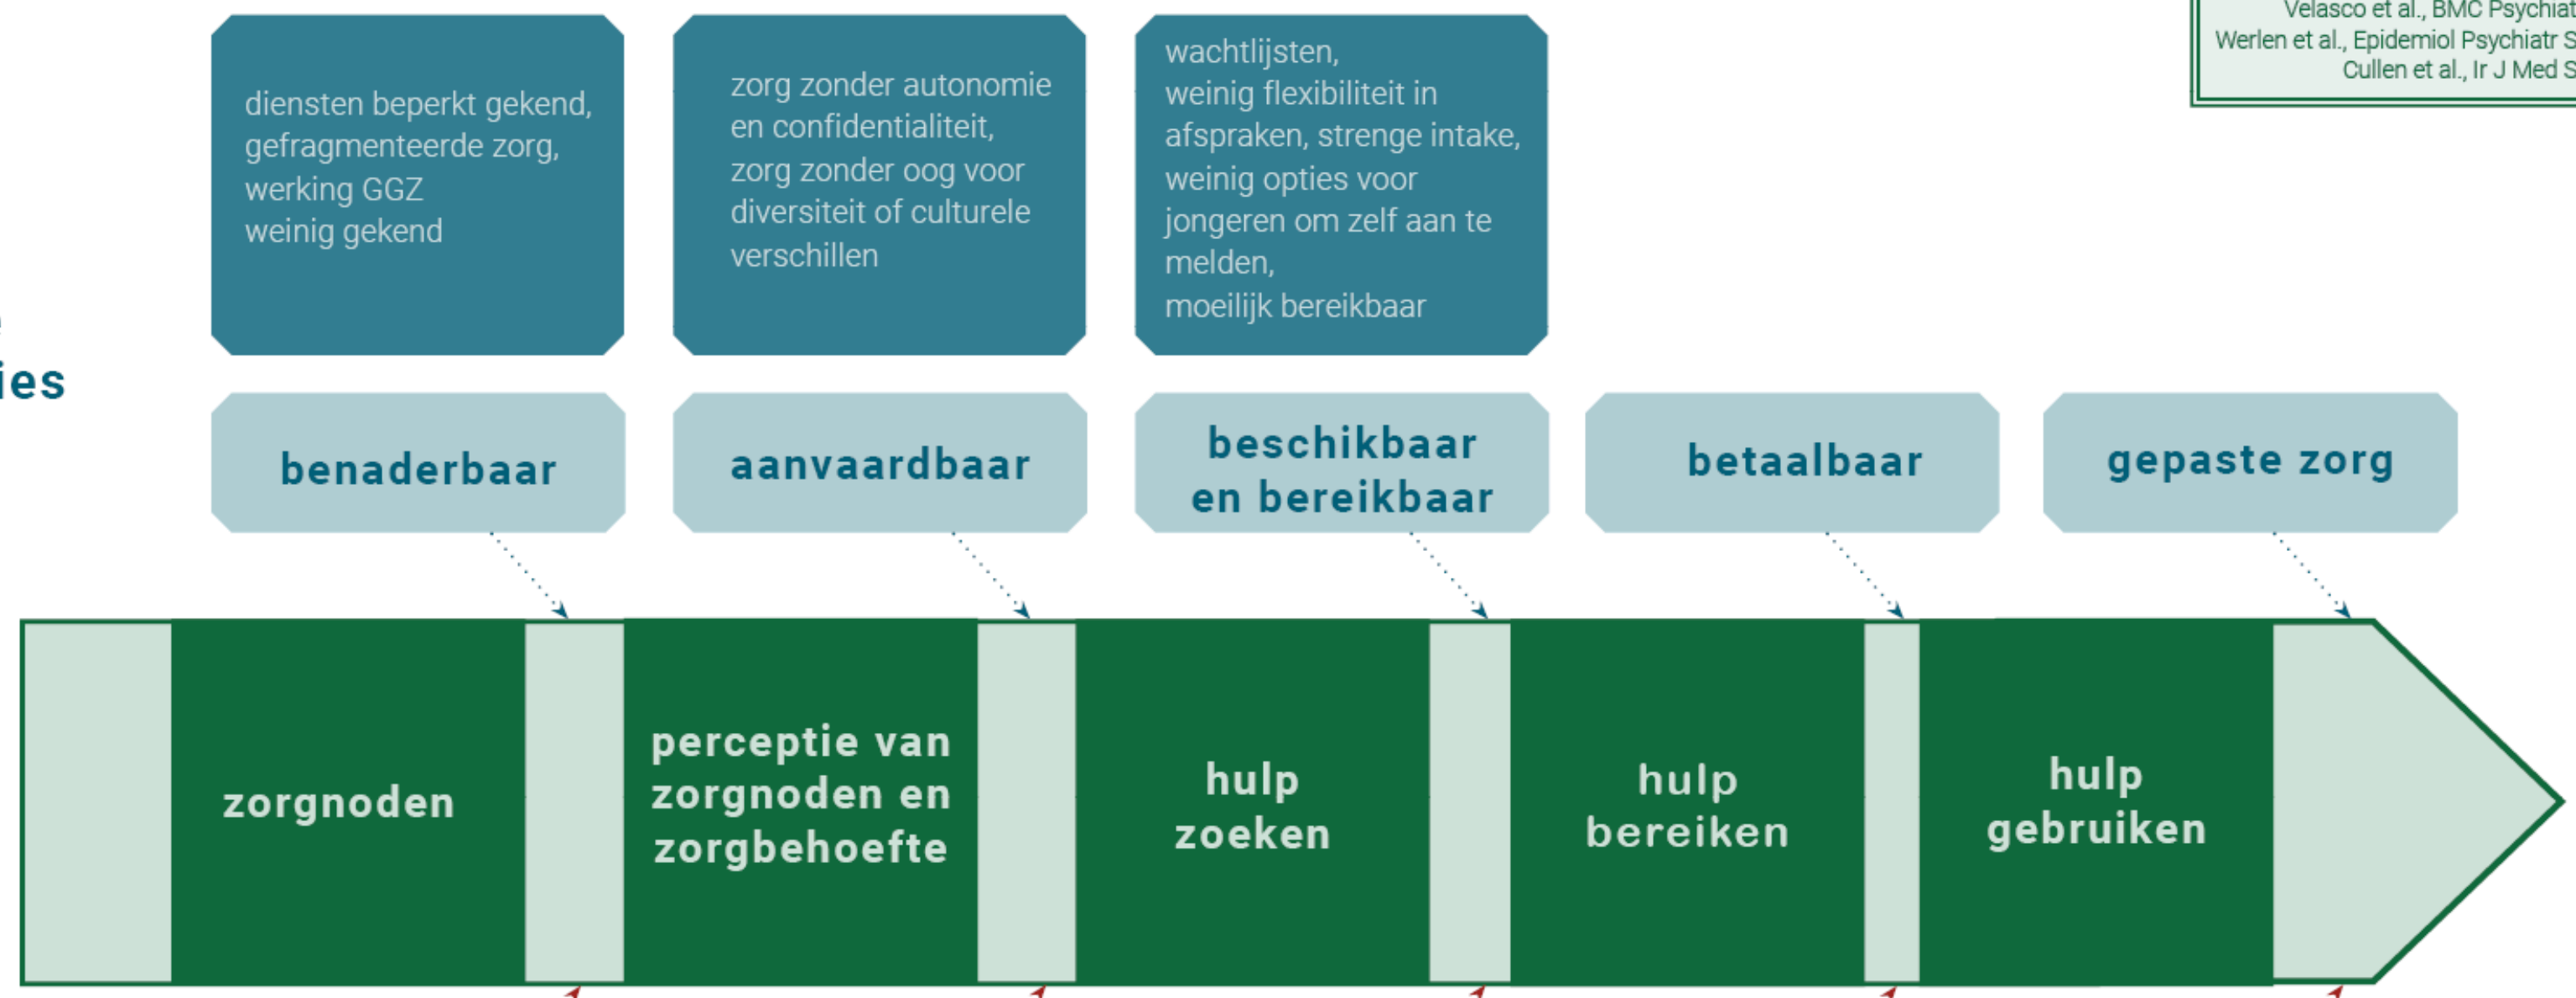 Velasco et al., BMC
Werlen et al., Epidemiol Psychiatr
Cullen et al., Ir J Med
diensten beperkt gekend,
gefragmenteerde zorg,
werking GGZ
weinig gekend
zorg zonder autonomie
en confidentialiteit,
zorg zonder oog voor
diversiteit of culturele
verschillen
wachtlijsten,
weinig flexibiliteit in
afspraken, strenge intake,
weinig opties voor
jongeren om zelf aan te
melden,
moeilijk bereikbaar
benaderbaar
aanvaardbaar
beschikbaar
en bereikbaar
betaalbaar
gepaste zorg
zorgnoden
perceptie van
zorgnoden en
zorgbehoefte
hulp
zoeken
hulp
bereiken
hulp
gebruiken